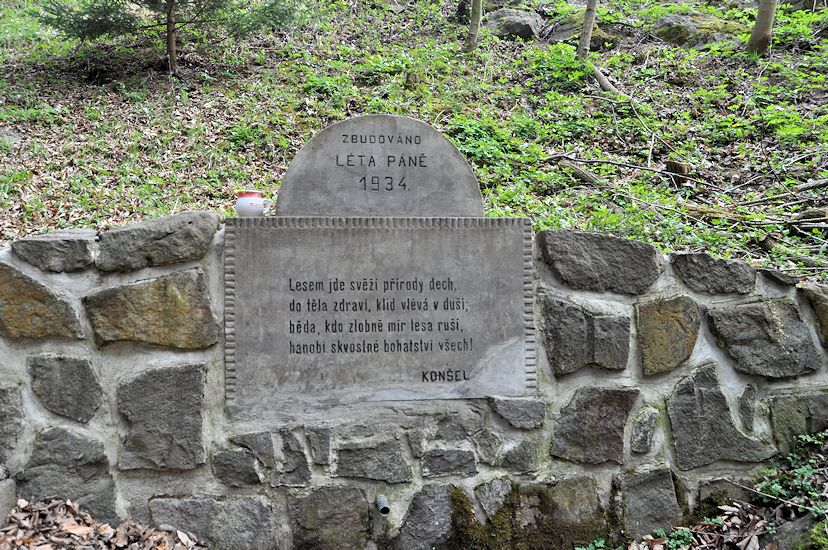 ZBUDOVÁNO
LÉTA PÁNĚ
1934.
Lesem jde svěží přírody dech,
do těla zdraví, klid vlévá v duši;
běda, kdo zlobně mír lesa ruší,
hanobí skvostné bohatství všech!
KONŠEL